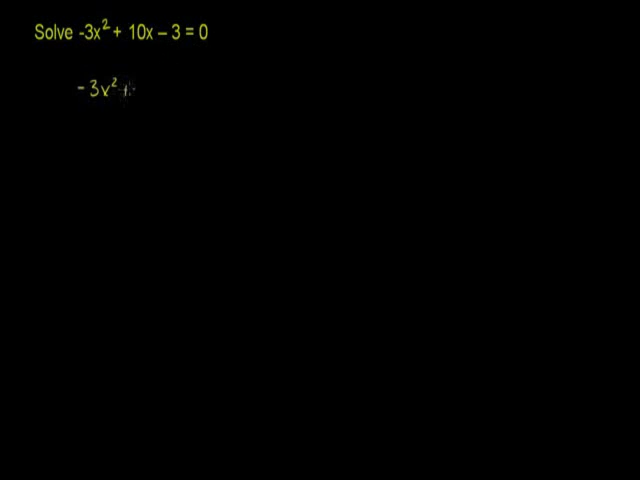 Solve -3x² + 10x – 3 = 0
- 3x² +